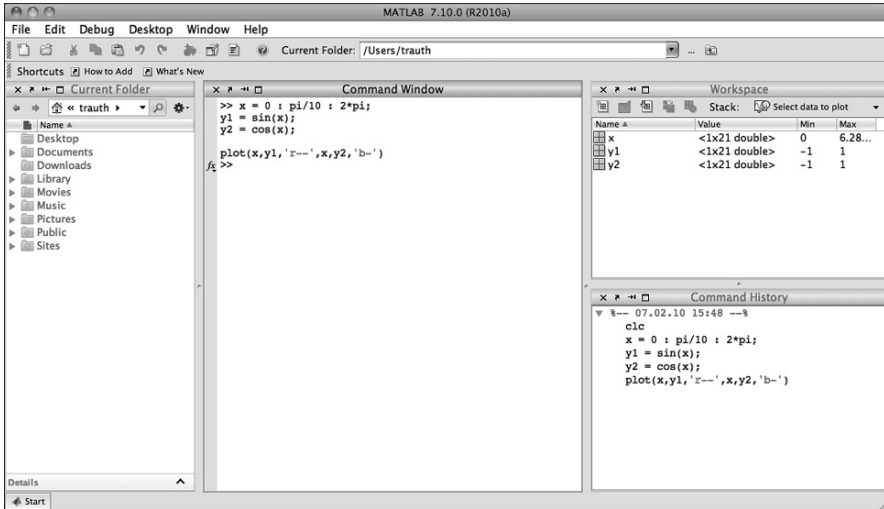 MATLAB 7.10.0 (R2010a)
File Edit Debug Desktop Window Help
Current Folder: /Users/trauth
...
Shortcuts How to Add What's New
Current Folder
« trauth
Name
Desktop
Documents
Downloads
Library
Movies
Music
Pictures
Public
Sites
Details
Start
Command Window
>> x = 0 : pi/10 : 2*pi;
y1 = sin(x);
y2 = cos(x);
plot(x,y1,'r--',x,y2,'b-')
fx >>
Workspace
Stack: Select data to plot
Name Value Min Max
x <1x21 double> 0 6.28...
y1 <1x21 double> -1 1
y2 <1x21 double> -1 1
Command History
%-- 07.02.10 15:48 --%
clc
x = 0 : pi/10 : 2*pi;
y1 = sin(x);
y2 = cos(x);
plot(x,y1,'r--',x,y2,'b-')